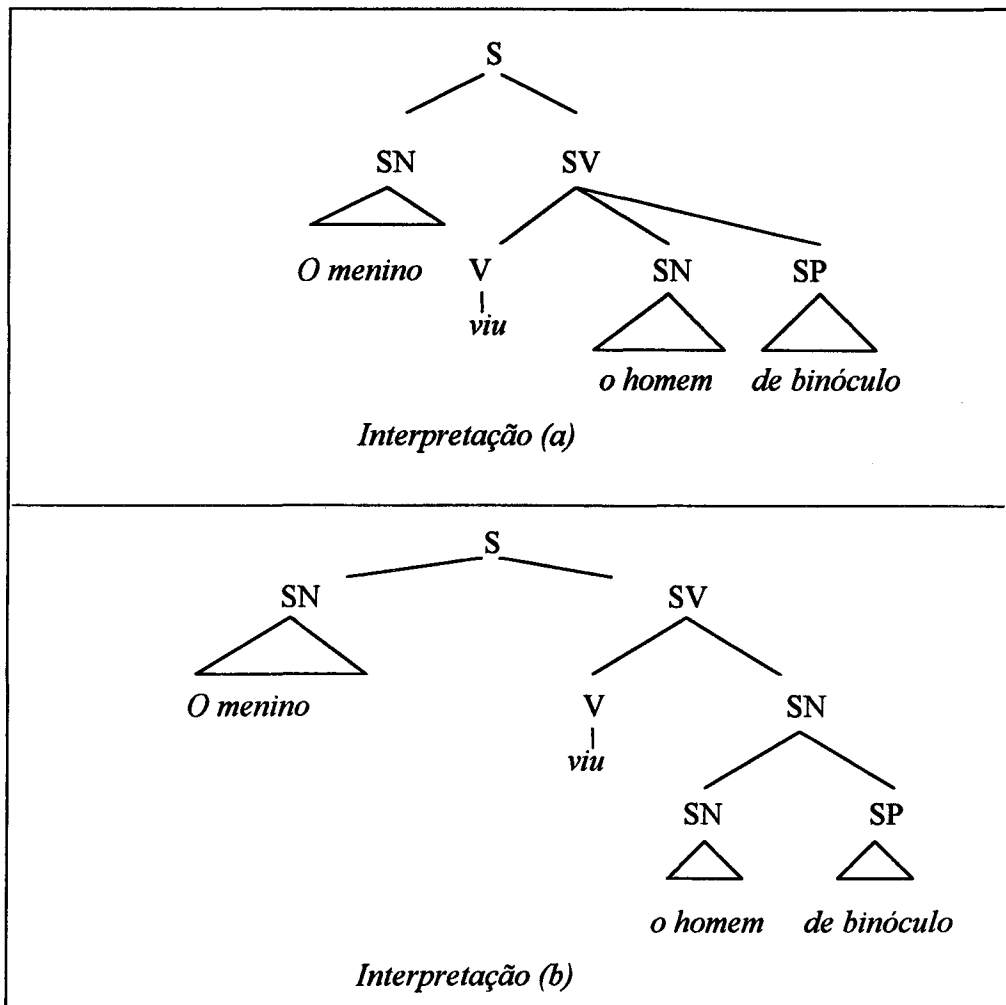 S
SN SV
O menino V SN SP
viu
o homem de binóculo
Interpretação (a)
S
SN SV
O menino V SN
viu
SN SP
o homem de binóculo
Interpretação (b)